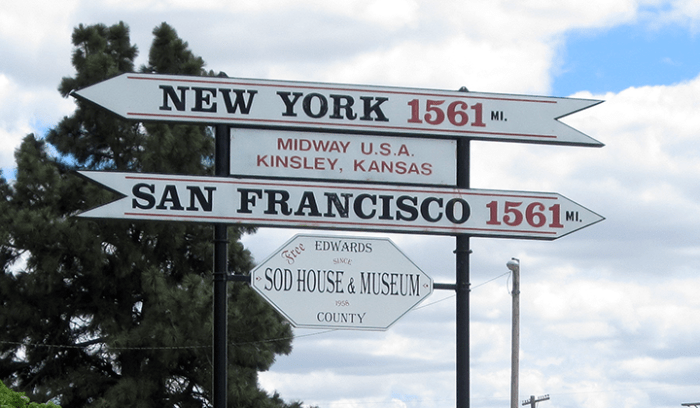 NEW YORK 1561 MI.
MIDWAY U.S.A.
KINSLEY, KANSAS
SAN FRANCISCO 1561 MI.
Free
EDWARDS
SINCE
SOD HOUSE & MUSEUM
1958
COUNTY